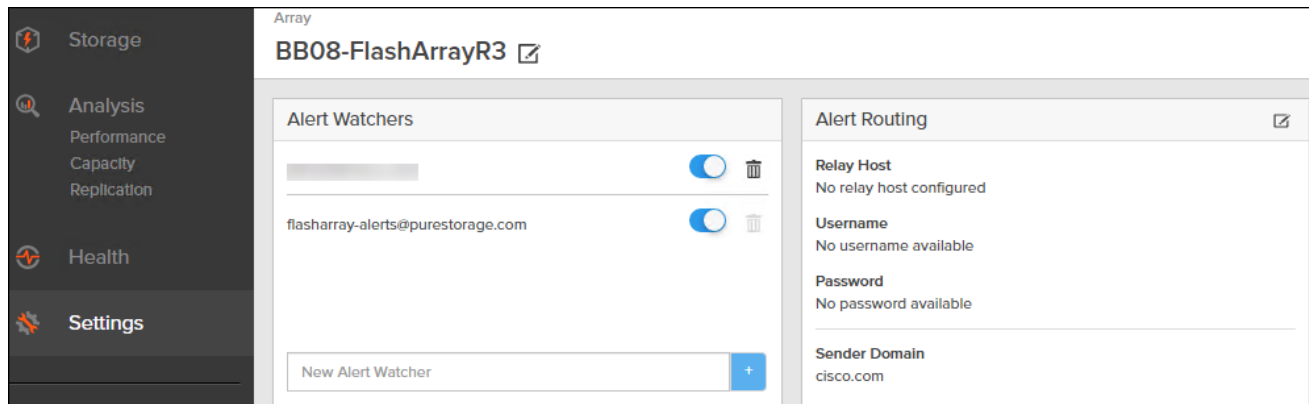 Storage
Analysis
Performance
Capacity
Replication
Health
Settings
Array
BB08-FlashArrayR3
Alert Watchers
flasharray-alerts@purestorage.com
New Alert Watcher
+
Alert Routing
Relay Host
No relay host configured
Username
No username available
Password
No password available
Sender Domain
cisco.com